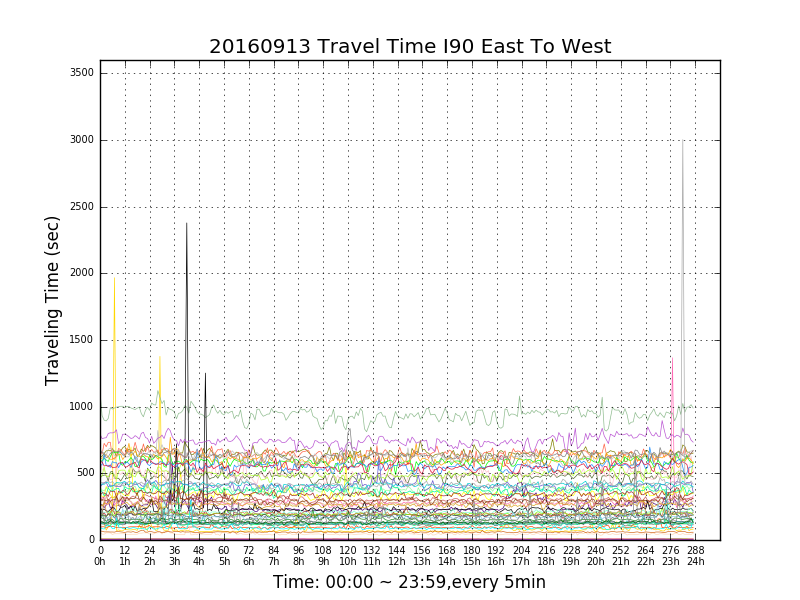 20160913 Travel Time I90 East To West
3500
3000
2500
2000
1500
1000
500
0
Traveling Time (sec)
0 12 24 36 48 60 72 84 96 108 120 132 144 156 168 180 192 204 216 228 240 252 264 276 288
0h 1h 2h 3h 4h 5h 6h 7h 8h 9h 10h 11h 12h 13h 14h 15h 16h 17h 18h 19h 20h 21h 22h 23h 24h
Time: 00:00 ~ 23:59,every 5min